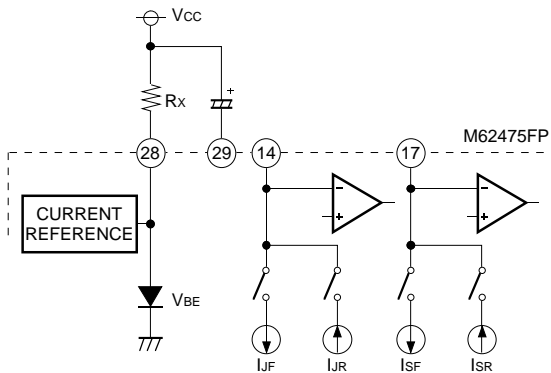 VCC
RX
+
28
29
14
17
M62475FP
CURRENT
REFERENCE
VBE
−
+
−
+
IJF
IJR
ISF
ISR